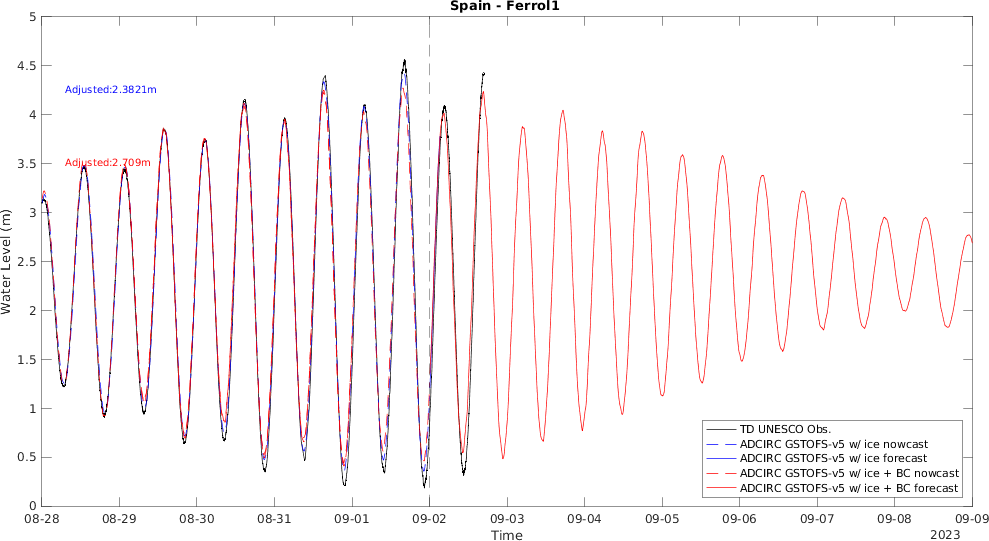 Spain - Ferrol1
5
4.5
4
3.5
3
2.5
2
1.5
1
0.5
0
Water Level (m)
Adjusted:2.3821m
Adjusted:2.709m
TD UNESCO Obs.
ADCIRC GSTOFS-v5 w/ ice nowcast
ADCIRC GSTOFS-v5 w/ ice forecast
ADCIRC GSTOFS-v5 w/ ice + BC nowcast
ADCIRC GSTOFS-v5 w/ ice + BC forecast
08-28 08-29 08-30 08-31 09-01 09-02 09-03 09-04 09-05 09-06 09-07 09-08 09-09
Time
2023